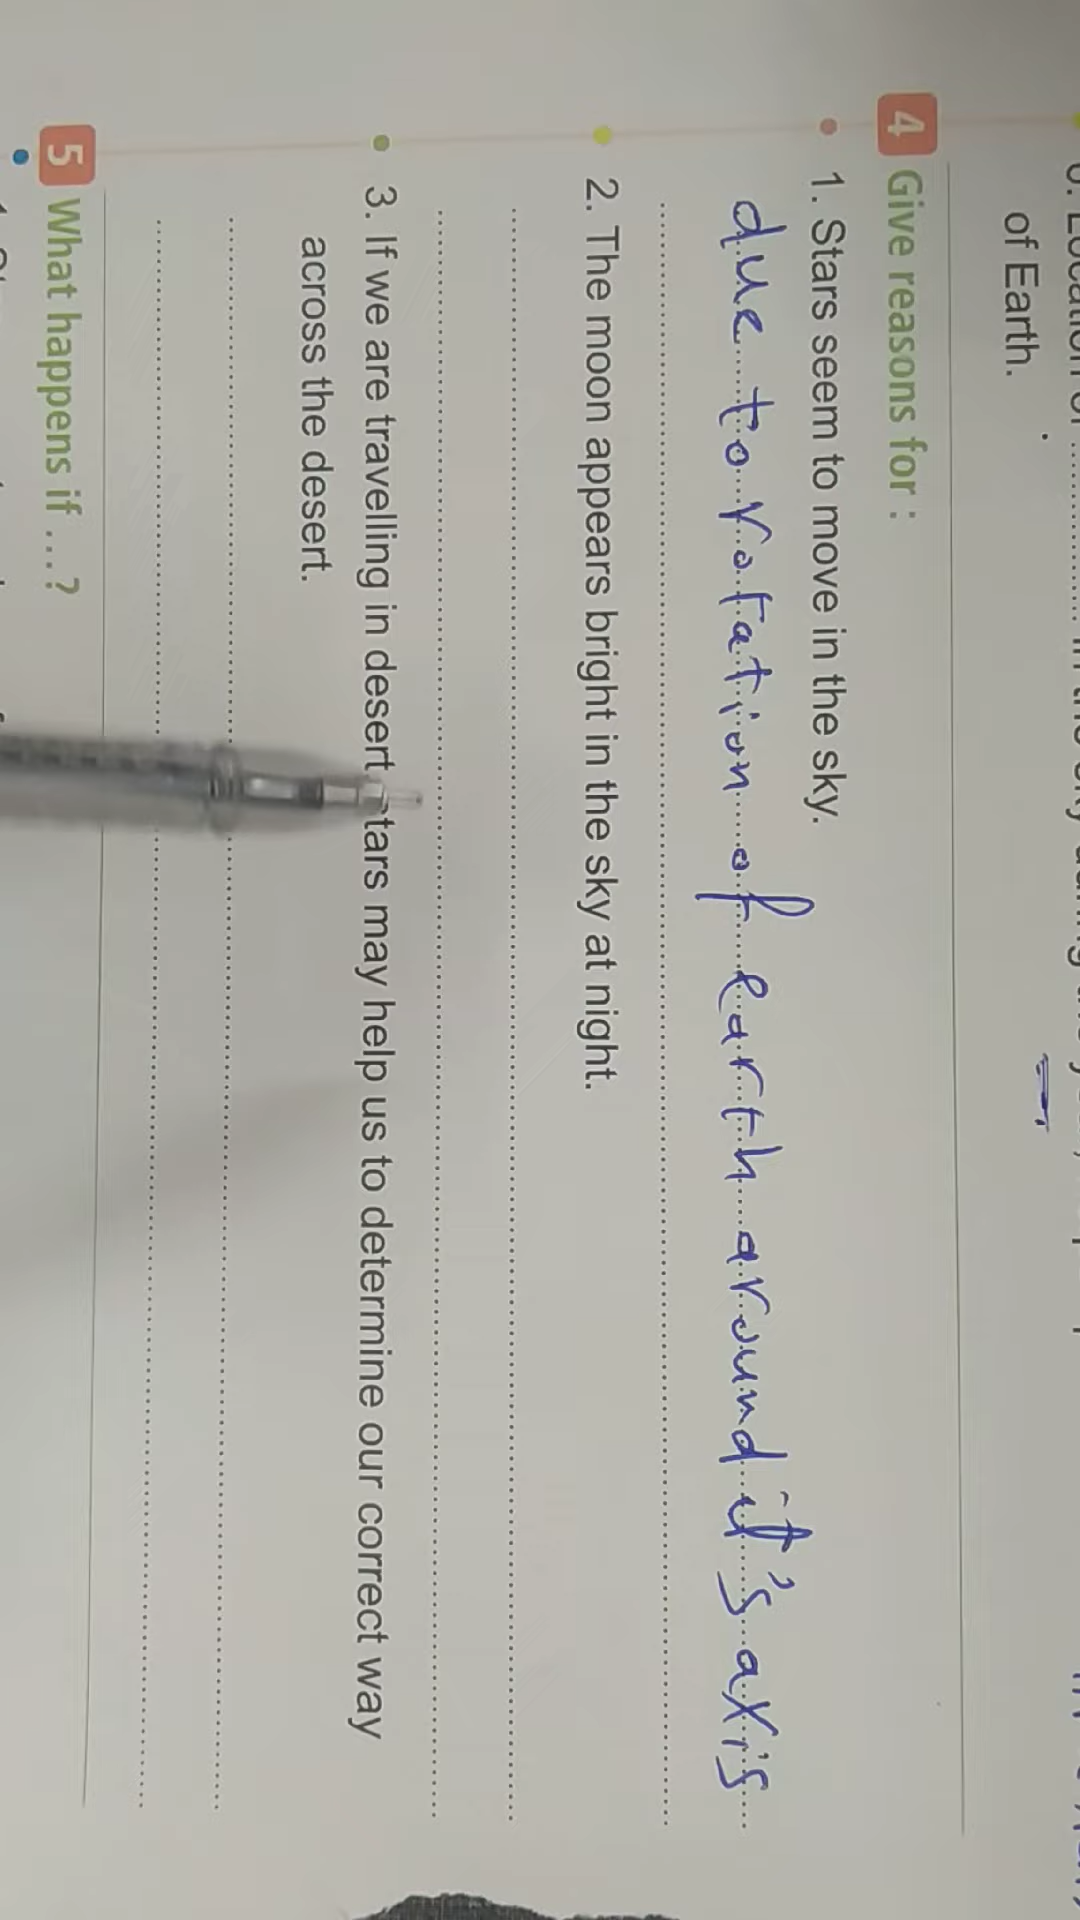 of Earth.
4 Give reasons for :
1. Stars seem to move in the sky.
due to rotation of earth around it's axis
2. The moon appears bright in the sky at night.
3. If we are travelling in desert stars may help us to determine our correct way
across the desert.
5 What happens if ...?